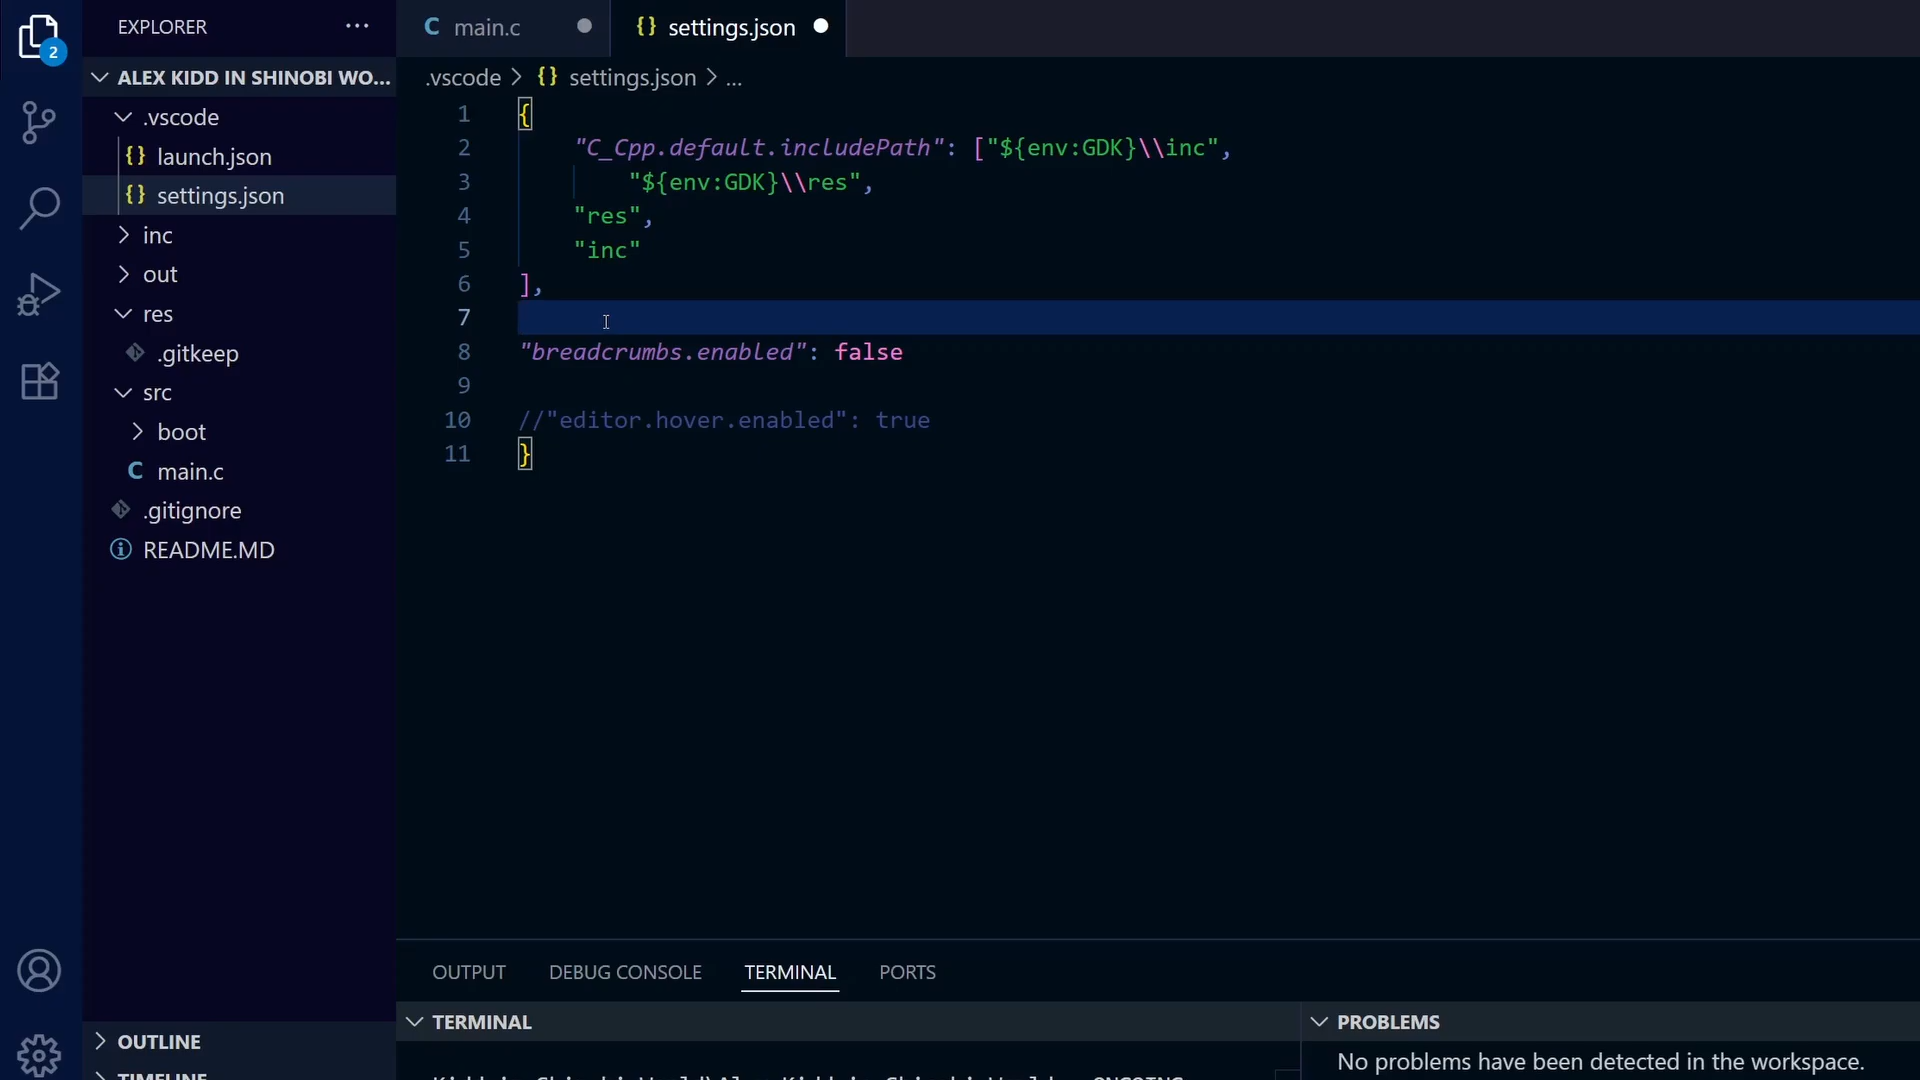 EXPLORER
main.c
settings.json
2
ALEX KIDD IN SHINOBI WO...
.vscode
launch.json
settings.json
inc
out
res
.gitkeep
src
boot
main.c
.gitignore
README.MD
OUTLINE
.vscode > {} settings.json > ...
1 {
2 "C_Cpp.default.includePath": ["${env:GDK}\\inc",
3 "${env:GDK}\\res",
4 "res",
5 "inc"
6 ],
7
8 "breadcrumbs.enabled": false
9
10 //"editor.hover.enabled": true
11 }
OUTPUT DEBUG CONSOLE TERMINAL PORTS
TERMINAL
PROBLEMS
No problems have been detected in the workspace.